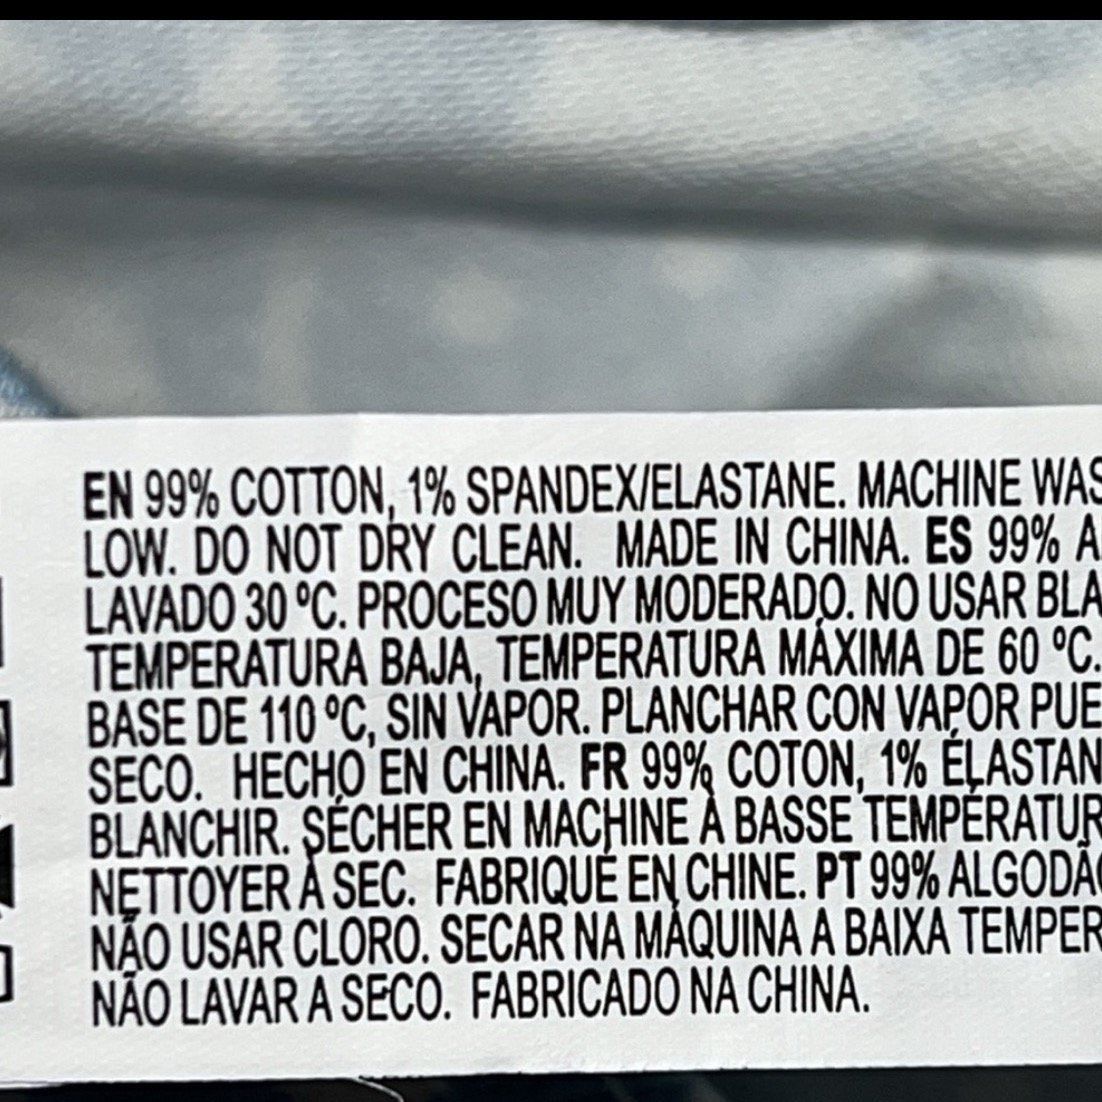 EN 99% COTTON, 1% SPANDEX/ELASTANE. MACHINE WAS
LOW. DO NOT DRY CLEAN. MADE IN CHINA. ES 99% A
LAVADO 30 ºC. PROCESO MUY MODERADO. NO USAR BLA
TEMPERATURA BAJA, TEMPERATURA MÁXIMA DE 60 ºC.
BASE DE 110 ºC, SIN VAPOR. PLANCHAR CON VAPOR PUE
SECO. HECHO EN CHINA. FR 99% COTON, 1% ÉLASTAN
BLANCHIR. SÉCHER EN MACHINE À BASSE TEMPÉRATUR
NETTOYER À SEC. FABRIQUÉ EN CHINE. PT 99% ALGODÃO
NÃO USAR CLORO. SECAR NA MÁQUINA A BAIXA TEMPER
NÃO LAVAR A SECO. FABRICADO NA CHINA.